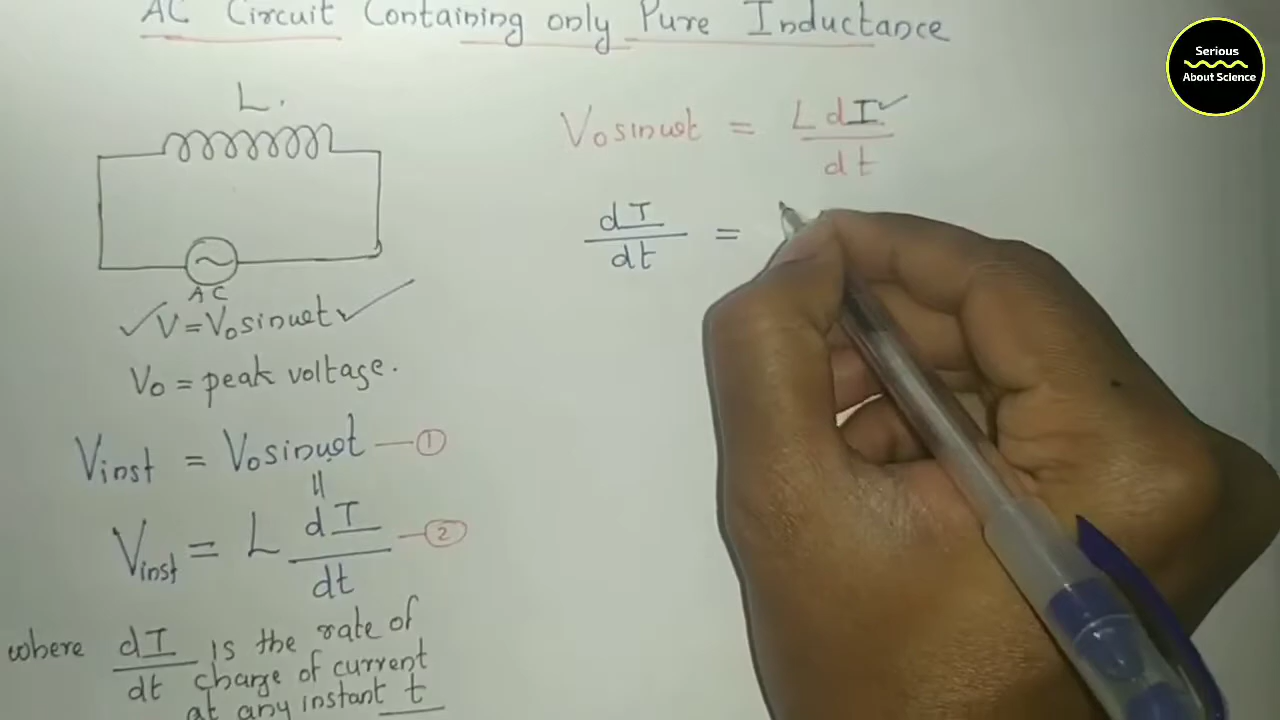 AC Circuit Containing only Pure Inductance
Serious
About Science
L.
AC
V = V₀sinωt
V₀ = peak voltage.
Vinst = V₀sinωt — ①
||
Vinst = L dI/dt — ②
where dI/dt is the rate of
charge of current
at any instant t
V₀sinωt = L dI/dt
dI/dt =